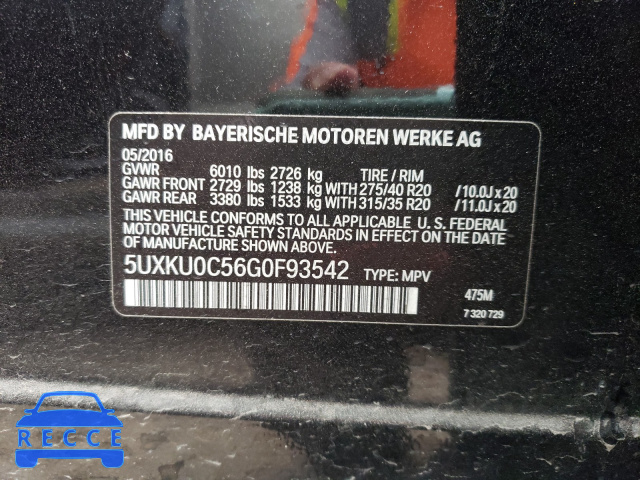 MFD BY BAYERISCHE MOTOREN WERKE AG
05/2016
GVWR 6010 lbs 2726 kg TIRE / RIM
GAWR FRONT 2729 lbs 1238 kg WITH 275/40 R20 /10.0J x 20
GAWR REAR 3380 lbs 1533 kg WITH 315/35 R20 /11.0J x 20
THIS VEHICLE CONFORMS TO ALL APPLICABLE U. S. FEDERAL
MOTOR VEHICLE SAFETY STANDARDS IN EFFECT ON THE DATE
OF MANUFACTURE SHOWN ABOVE.
5UXKU0C56G0F93542 TYPE: MPV
475M
7 320 729
RECCE